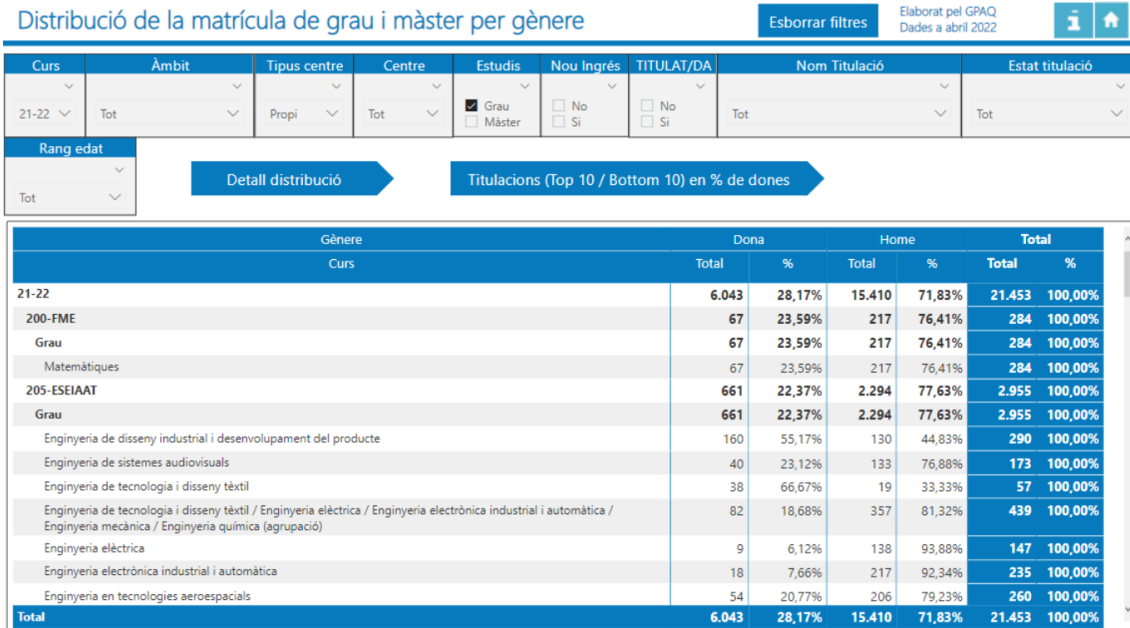 Distribució de la matrícula de grau i màster per gènere
Esborrar filtres
Elaborat pel GPAQ
Dades a abril 2022
Curs Àmbit Tipus centre Centre Estudis Nou Ingrés TITULAT/DA Nom Titulació Estat titulació
21-22 Tot Propi Tot Grau No No Tot Tot
Màster Si Si
Rang edat
Tot
Detall distribució
Titulacions (Top 10 / Bottom 10) en % de dones
Gènere Dona Home Total
Curs Total % Total % Total %
21-22 6.043 28,17% 15.410 71,83% 21.453 100,00%
200-FME 67 23,59% 217 76,41% 284 100,00%
Grau 67 23,59% 217 76,41% 284 100,00%
Matemàtiques 67 23,59% 217 76,41% 284 100,00%
205-ESEIAAT 661 22,37% 2.294 77,63% 2.955 100,00%
Grau 661 22,37% 2.294 77,63% 2.955 100,00%
Enginyeria de disseny industrial i desenvolupament del producte 160 55,17% 130 44,83% 290 100,00%
Enginyeria de sistemes audiovisuals 40 23,12% 133 76,88% 173 100,00%
Enginyeria de tecnologia i disseny tèxtil 38 66,67% 19 33,33% 57 100,00%
Enginyeria de tecnologia i disseny tèxtil / Enginyeria elèctrica / Enginyeria electrònica industrial i automàtica / 82 18,68% 357 81,32% 439 100,00%
Enginyeria mecànica / Enginyeria química (agrupació)
Enginyeria elèctrica 9 6,12% 138 93,88% 147 100,00%
Enginyeria electrònica industrial i automàtica 18 7,66% 217 92,34% 235 100,00%
Enginyeria en tecnologies aeroespacials 54 20,77% 206 79,23% 260 100,00%
Total 6.043 28,17% 15.410 71,83% 21.453 100,00%